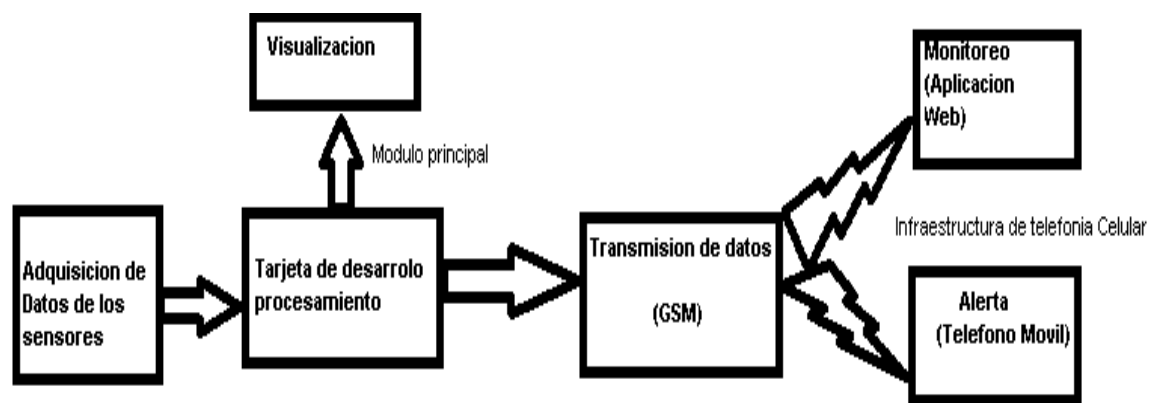 Visualizacion
Monitoreo
(Aplicacion
Web)
Modulo principal
Adquisicion de
Datos de los
sensores
Tarjeta de desarrolo
procesamiento
Transmision de datos
(GSM)
Infraestructura de telefonia Celular
Alerta
(Telefono Movil)